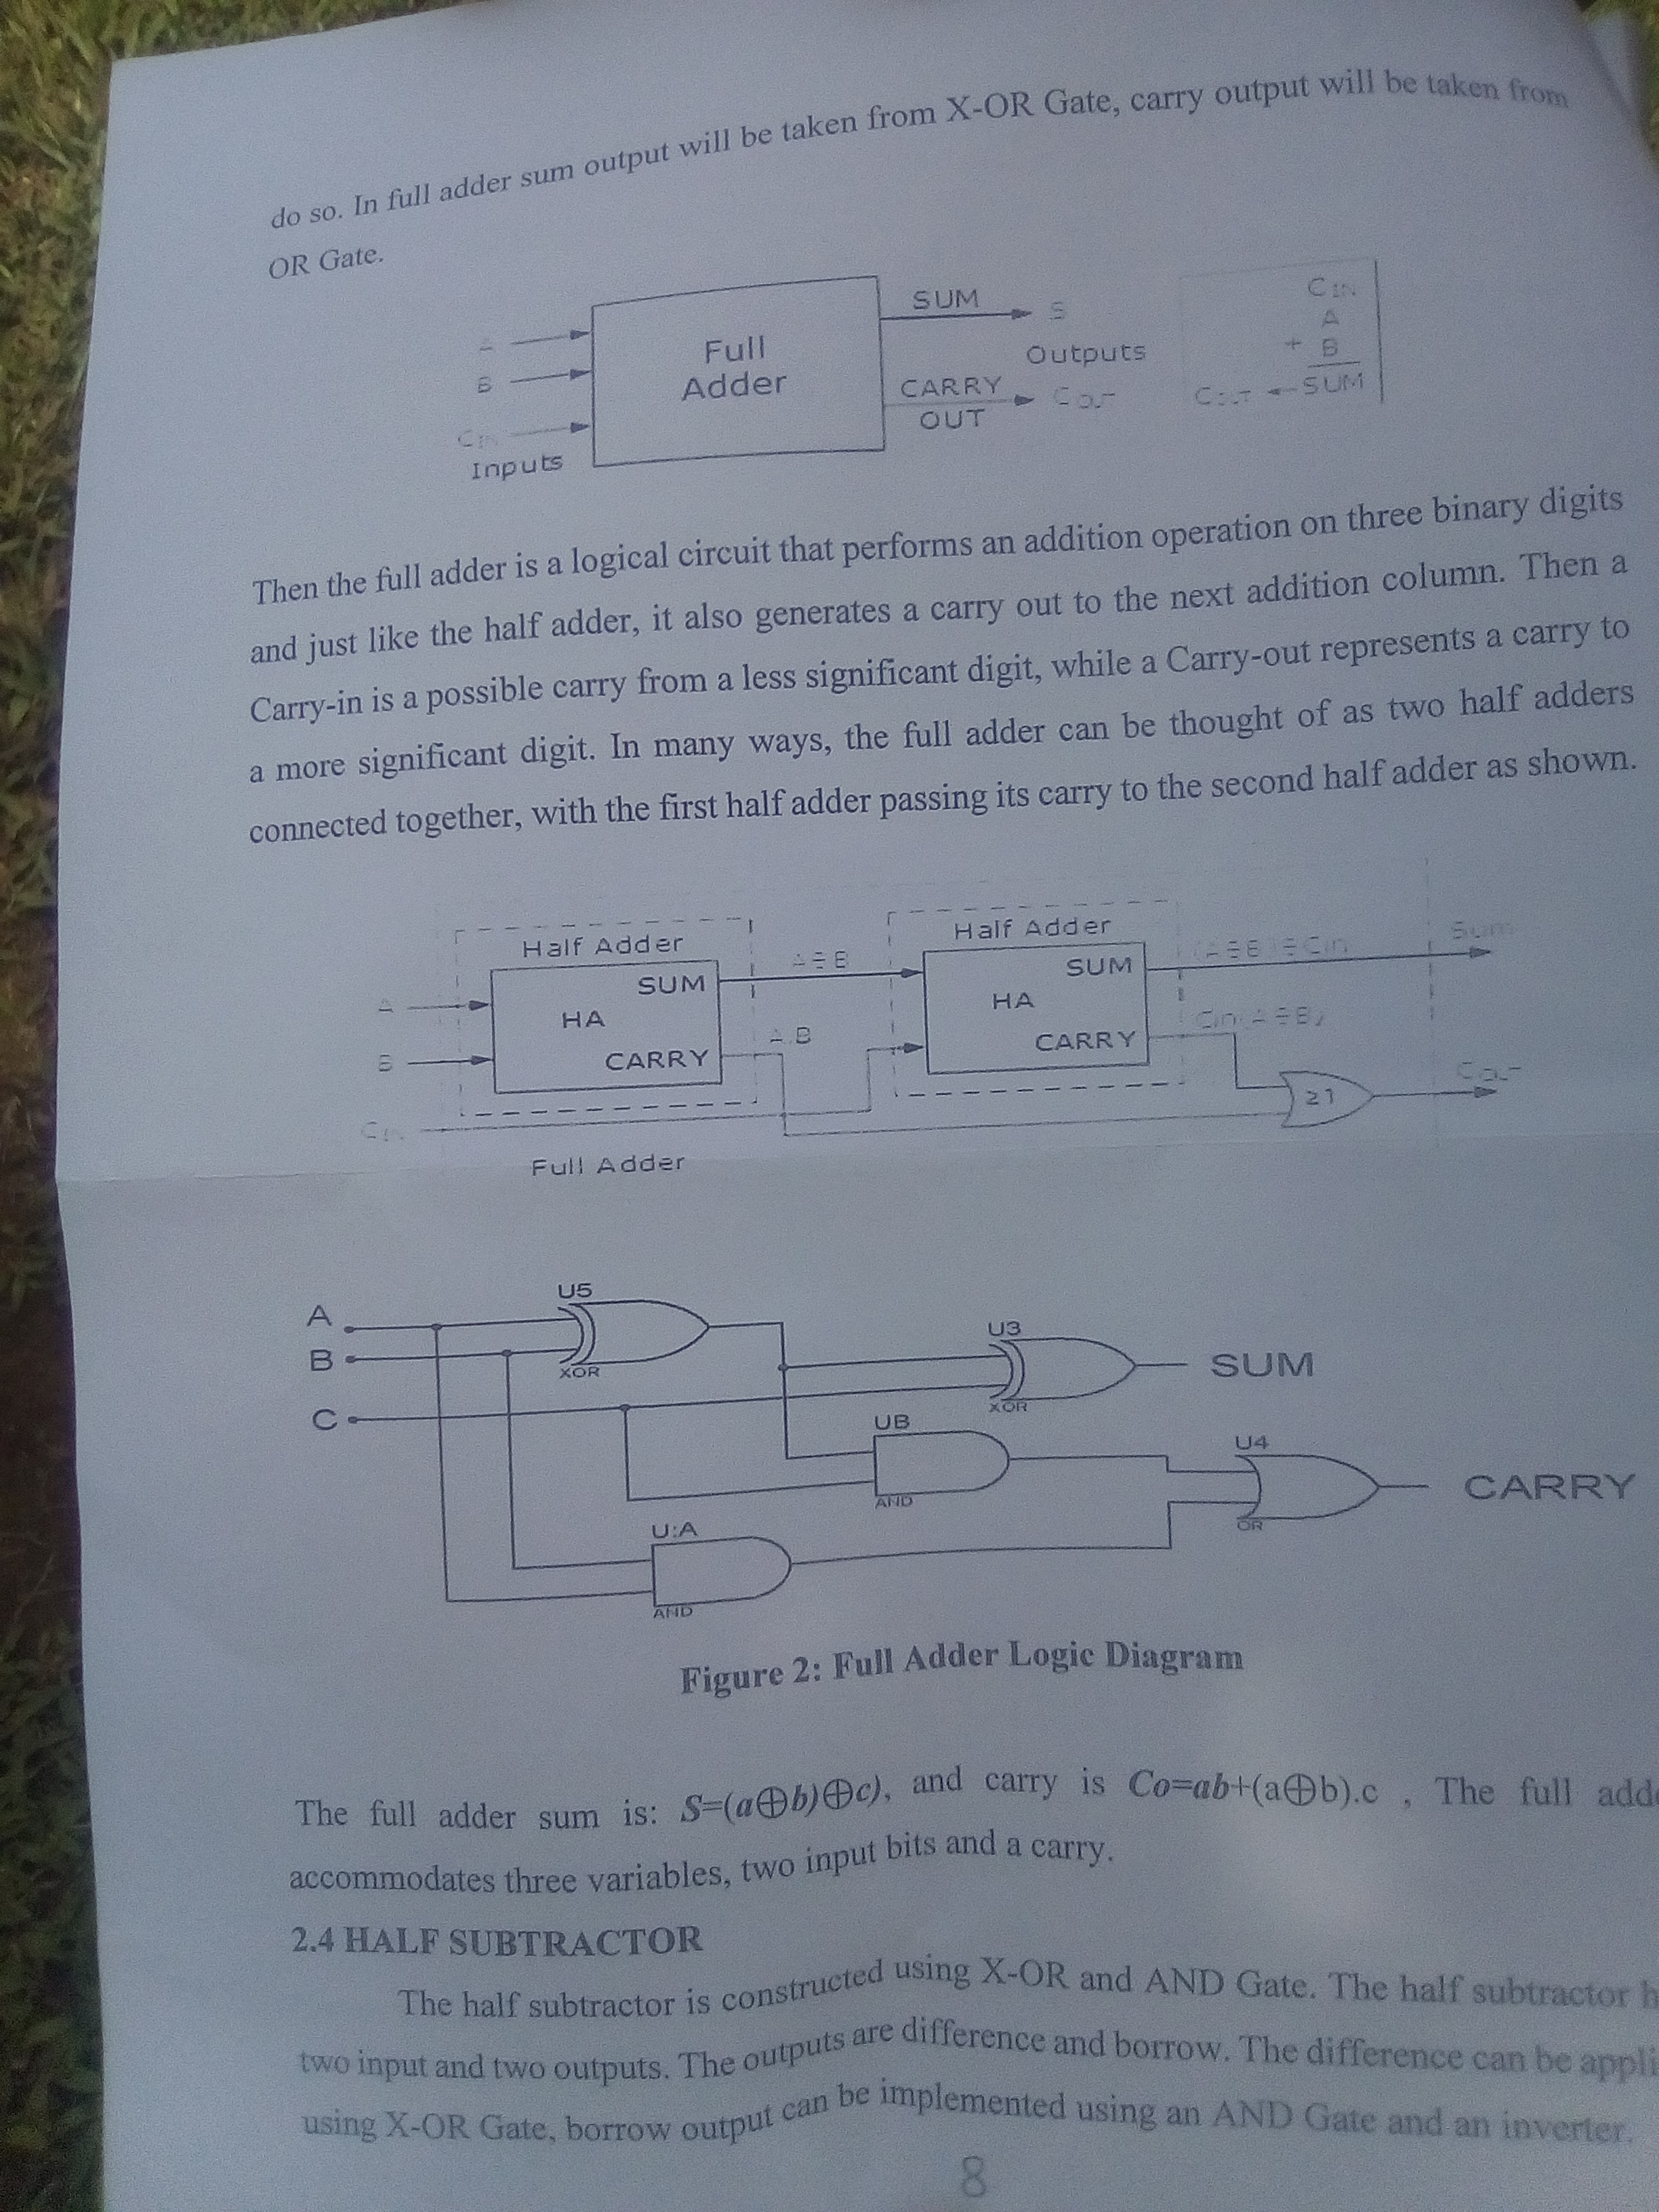 do so. In full adder sum output will be taken from X-OR Gate, carry output will be taken from
OR Gate.
SUM
S
CIN
A
A
Full
Outputs
+ B
B
Adder
CARRY
COUT
COUT
SUM
OUT
CIN
Inputs
Then the full adder is a logical circuit that performs an addition operation on three binary digits
and just like the half adder, it also generates a carry out to the next addition column. Then a
Carry-in is a possible carry from a less significant digit, while a Carry-out represents a carry to
a more significant digit. In many ways, the full adder can be thought of as two half adders
connected together, with the first half adder passing its carry to the second half adder as shown.
Half Adder
Half Adder
Sum
SUM
A⊕B
SUM
(A⊕B)⊕Cin
A
HA
HA
A.B
Cin(A⊕B)
B
CARRY
CARRY
COUT
≥1
CIN
Full Adder
U5
A
U3
B
XOR
SUM
C
XOR
UB
U4
CARRY
AND
OR
U:A
AND
Figure 2: Full Adder Logic Diagram
The full adder sum is: S=(a⊕b)⊕c), and carry is Co=ab+(a⊕b).c , The full
accommodates three variables, two input bits and a carry.
2.4 HALF SUBTRACTOR
The half subtractor is constructed using X-OR and AND Gate. The half subtractor
two input and two outputs. The outputs are difference and borrow. The difference can be
using X-OR Gate, borrow output can be implemented using an AND Gate and an inverter.
8